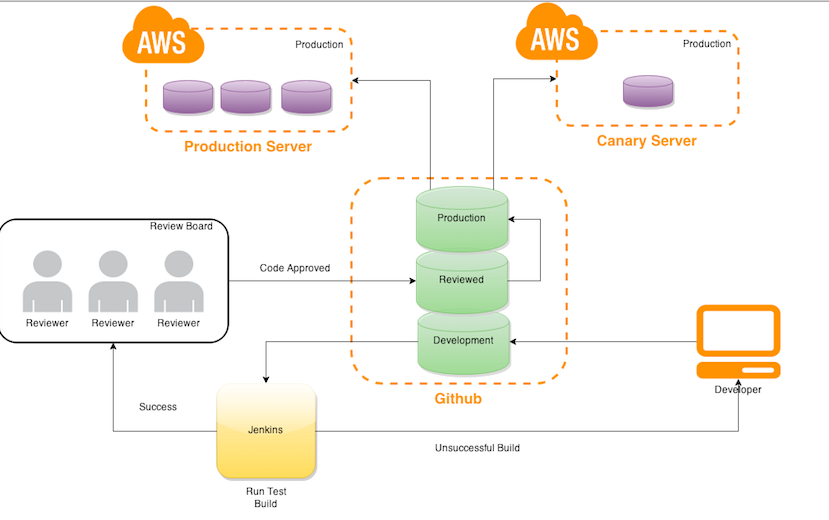 AWS
Production
Production Server
AWS
Production
Canary Server
Review Board
Reviewer
Reviewer
Reviewer
Code Approved
Production
Reviewed
Development
Github
Developer
Success
Jenkins
Run Test
Build
Unsuccessful Build